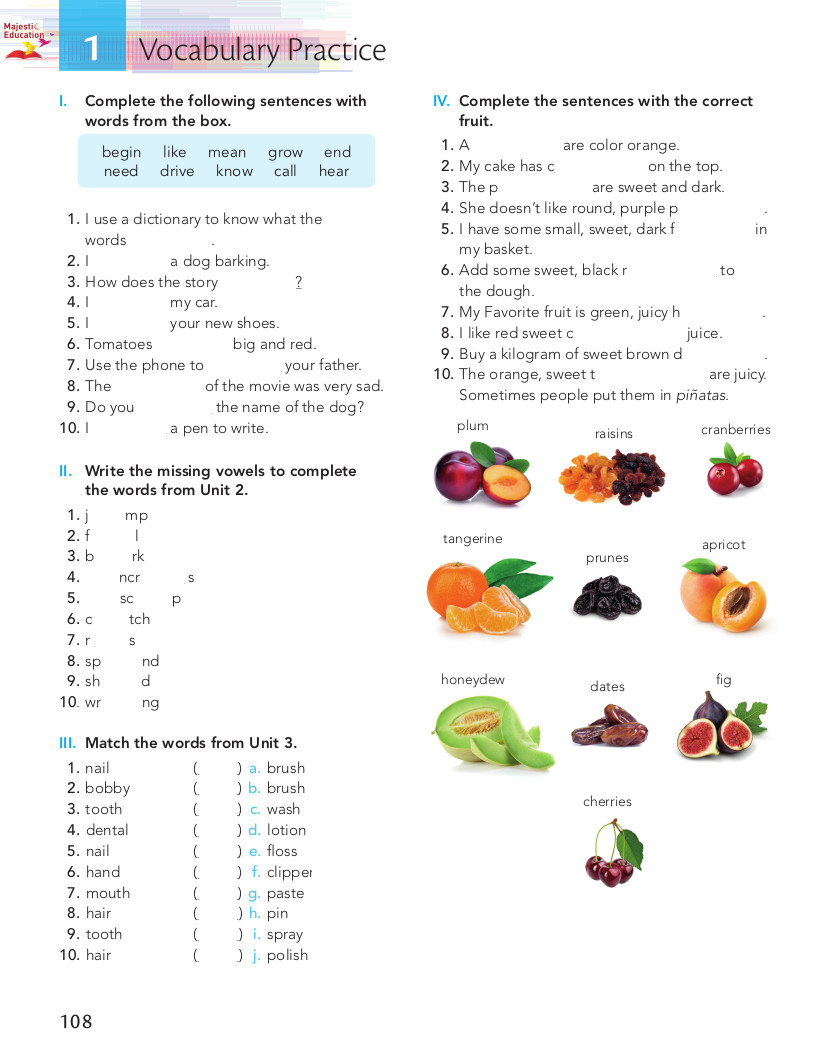 Majestic
Education
1 Vocabulary Practice
I. Complete the following sentences with
words from the box.
begin like mean grow end
need drive know call hear
1. I use a dictionary to know what the
words .
2. I a dog barking.
3. How does the story ?
4. I my car.
5. I your new shoes.
6. Tomatoes big and red.
7. Use the phone to your father.
8. The of the movie was very sad.
9. Do you the name of the dog?
10. I a pen to write.
II. Write the missing vowels to complete
the words from Unit 2.
1. j mp
2. f l
3. b rk
4. ncr s
5. sc p
6. c tch
7. r s
8. sp nd
9. sh d
10. wr ng
III. Match the words from Unit 3.
1. nail ( ) a. brush
2. bobby ( ) b. brush
3. tooth ( ) c. wash
4. dental ( ) d. lotion
5. nail ( ) e. floss
6. hand ( ) f. clipper
7. mouth ( ) g. paste
8. hair ( ) h. pin
9. tooth ( ) i. spray
10. hair ( ) j. polish
IV. Complete the sentences with the correct
fruit.
1. A are color orange.
2. My cake has c on the top.
3. The p are sweet and dark.
4. She doesn't like round, purple p .
5. I have some small, sweet, dark f in
my basket.
6. Add some sweet, black r to
the dough.
7. My Favorite fruit is green, juicy h .
8. I like red sweet c juice.
9. Buy a kilogram of sweet brown d .
10. The orange, sweet t are juicy.
Sometimes people put them in piñatas.
plum raisins cranberries
tangerine prunes apricot
honeydew dates fig
cherries
108